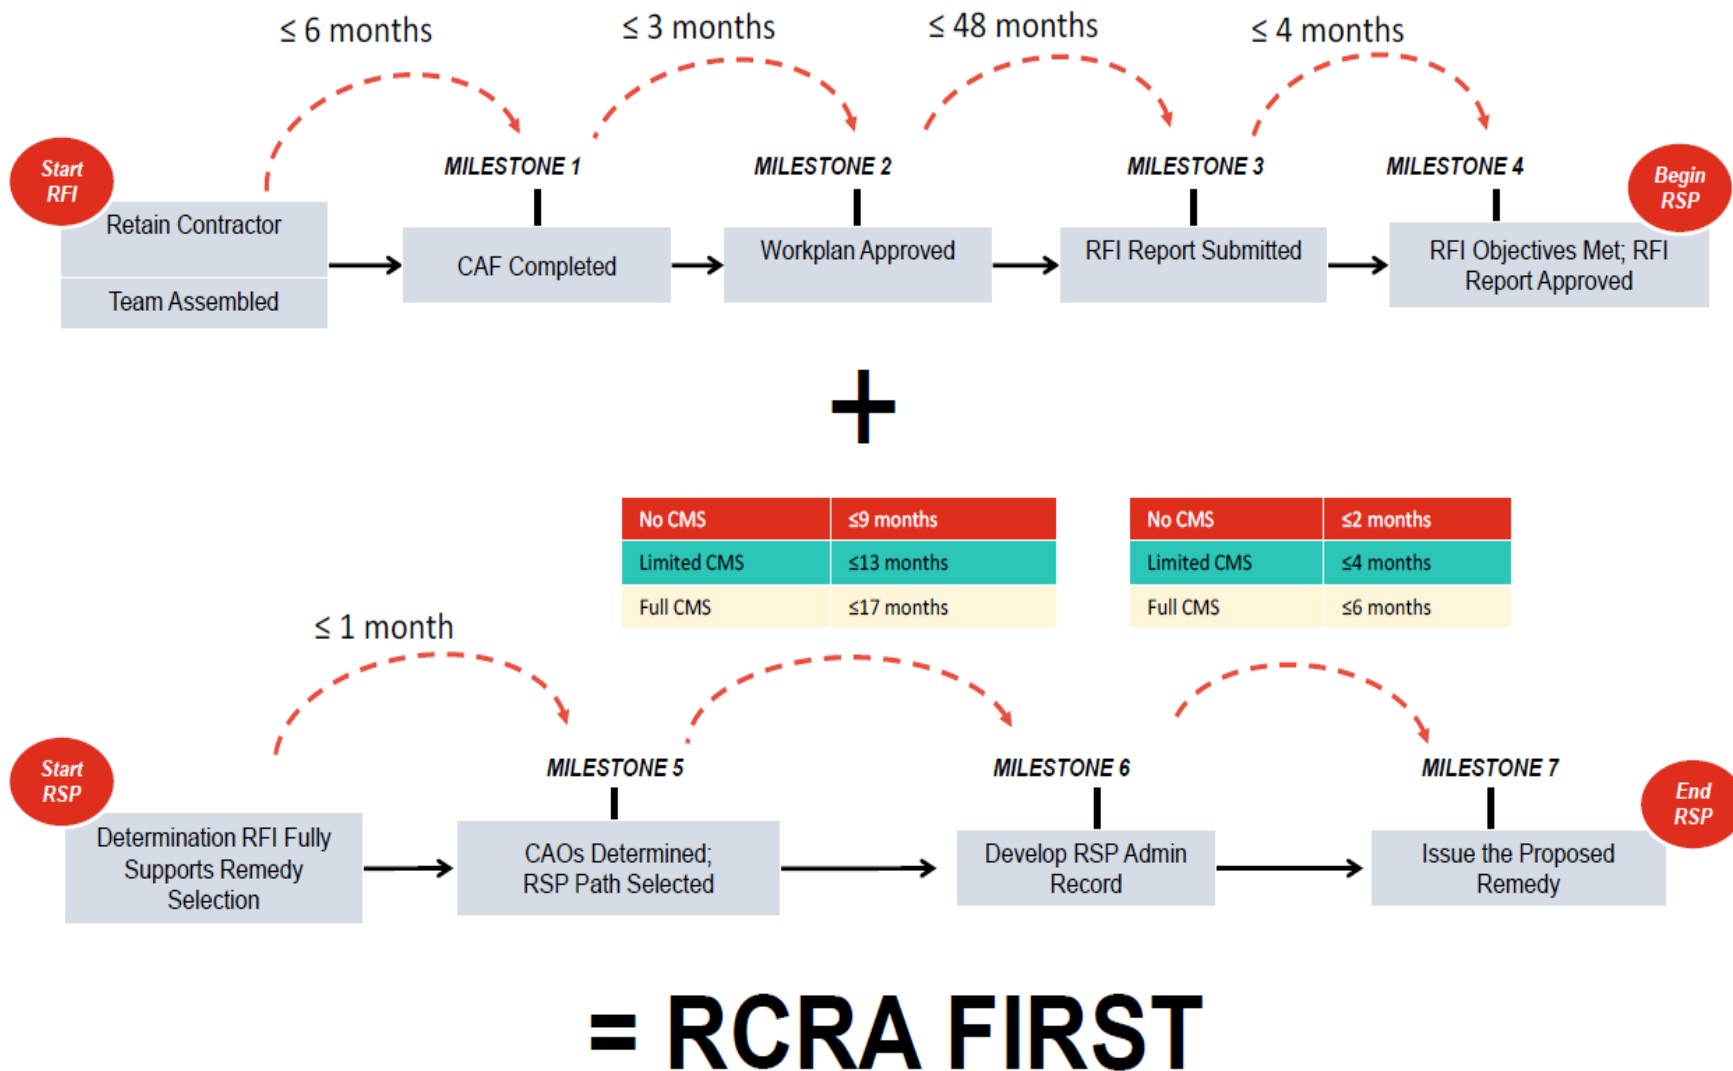 ≤ 6 months
≤ 3 months
≤ 48 months
≤ 4 months
Start
RFI
MILESTONE 1
MILESTONE 2
MILESTONE 3
MILESTONE 4
Begin
RSP
Retain Contractor
Team Assembled
CAF Completed
Workplan Approved
RFI Report Submitted
RFI Objectives Met; RFI
Report Approved
+
No CMS ≤9 months
Limited CMS ≤13 months
Full CMS ≤17 months
No CMS ≤2 months
Limited CMS ≤4 months
Full CMS ≤6 months
≤ 1 month
Start
RSP
MILESTONE 5
MILESTONE 6
MILESTONE 7
End
RSP
Determination RFI Fully
Supports Remedy
Selection
CAOs Determined;
RSP Path Selected
Develop RSP Admin
Record
Issue the Proposed
Remedy
= RCRA FIRST